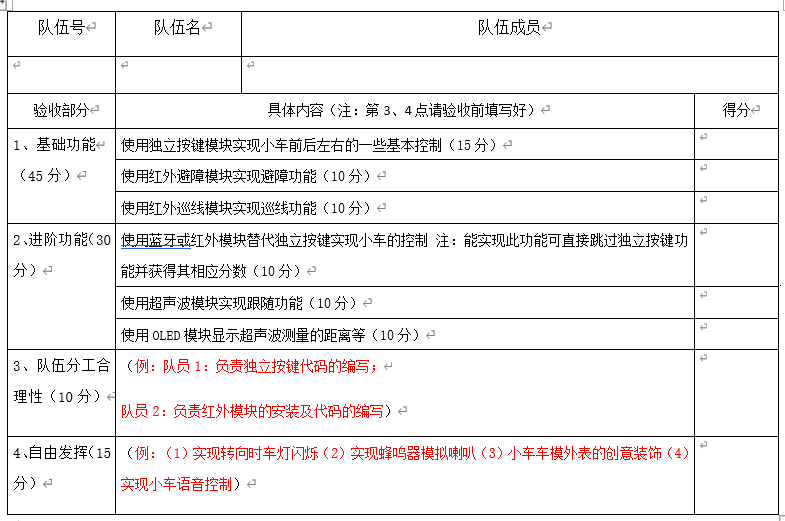 队伍号 队伍名 队伍成员
验收部分 具体内容（注：第 3、4 点请验收前填写好） 得分
1、基础功能
（45 分）
使用独立按键模块实现小车前后左右的一些基本控制（15 分）
使用红外避障模块实现避障功能（10 分）
使用红外巡线模块实现巡线功能（10 分）
2、进阶功能（30
分）
使用蓝牙或红外模块替代独立按键实现小车的控制 注：能实现此功能可直接跳过独立按键功
能并获得其相应分数（10 分）
使用超声波模块实现跟随功能（10 分）
使用 OLED 模块显示超声波测量的距离等（10 分）
3、队伍分工合
理性（10 分）
（例：队员 1：负责独立按键代码的编写；
队员 2：负责红外模块的安装及代码的编写）
4、自由发挥（15
分）
（例：（1）实现转向时车灯闪烁（2）实现蜂鸣器模拟喇叭（3）小车车模外表的创意装饰（4）
实现小车语音控制）